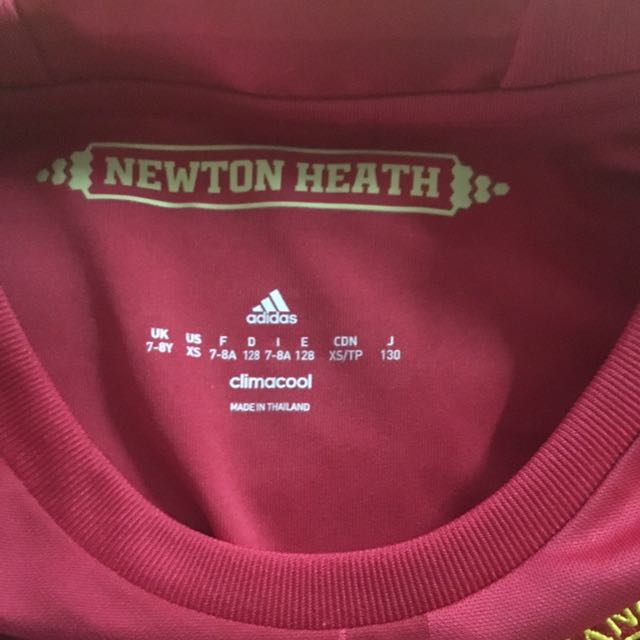 NEWTON HEATH
adidas
UK US F D I E CDN J
7-8Y XS 7-8A 128 7-8A 128 XS/TP 130
climacool
MADE IN THAILAND